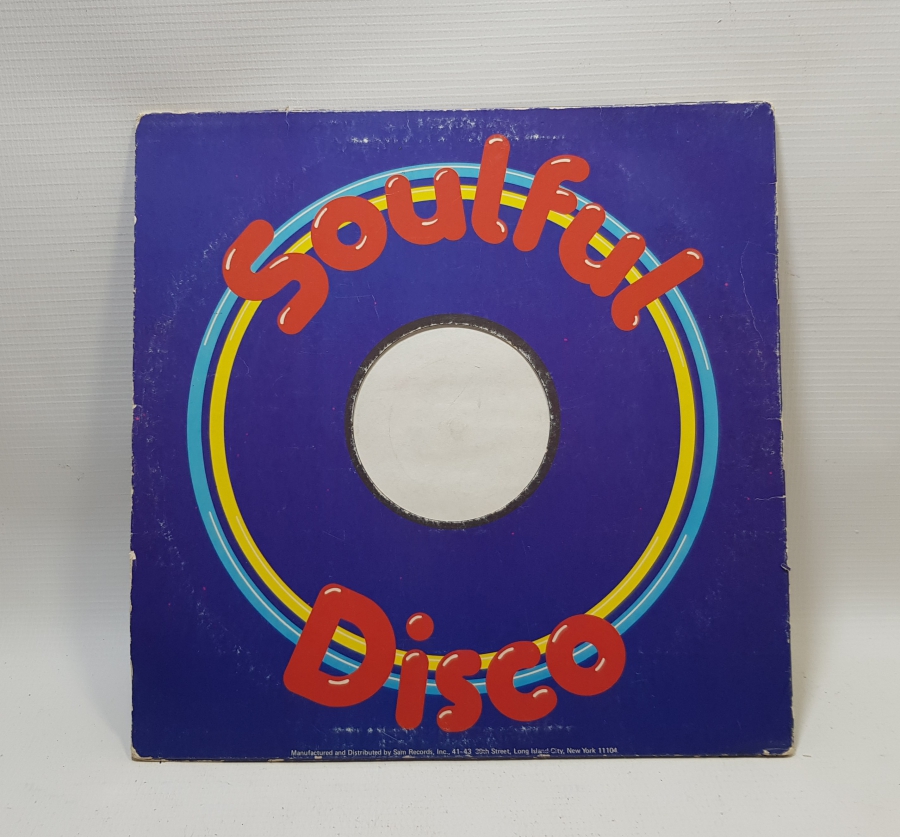 Soulful
Disco
Manufactured and Distributed by Sam Records, Inc., 41-43 39th Street, Long Island City, New York 11104